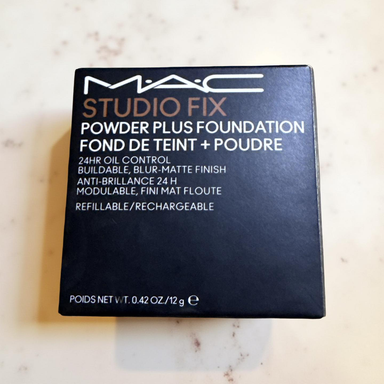 M·A·C
STUDIO FIX
POWDER PLUS FOUNDATION
FOND DE TEINT + POUDRE
24HR OIL CONTROL
BUILDABLE, BLUR-MATTE FINISH
ANTI-BRILLANCE 24 H
MODULABLE, FINI MAT FLOUTE
REFILLABLE/RECHARGEABLE
POIDS NET WT. 0.42 OZ./12 g ℮